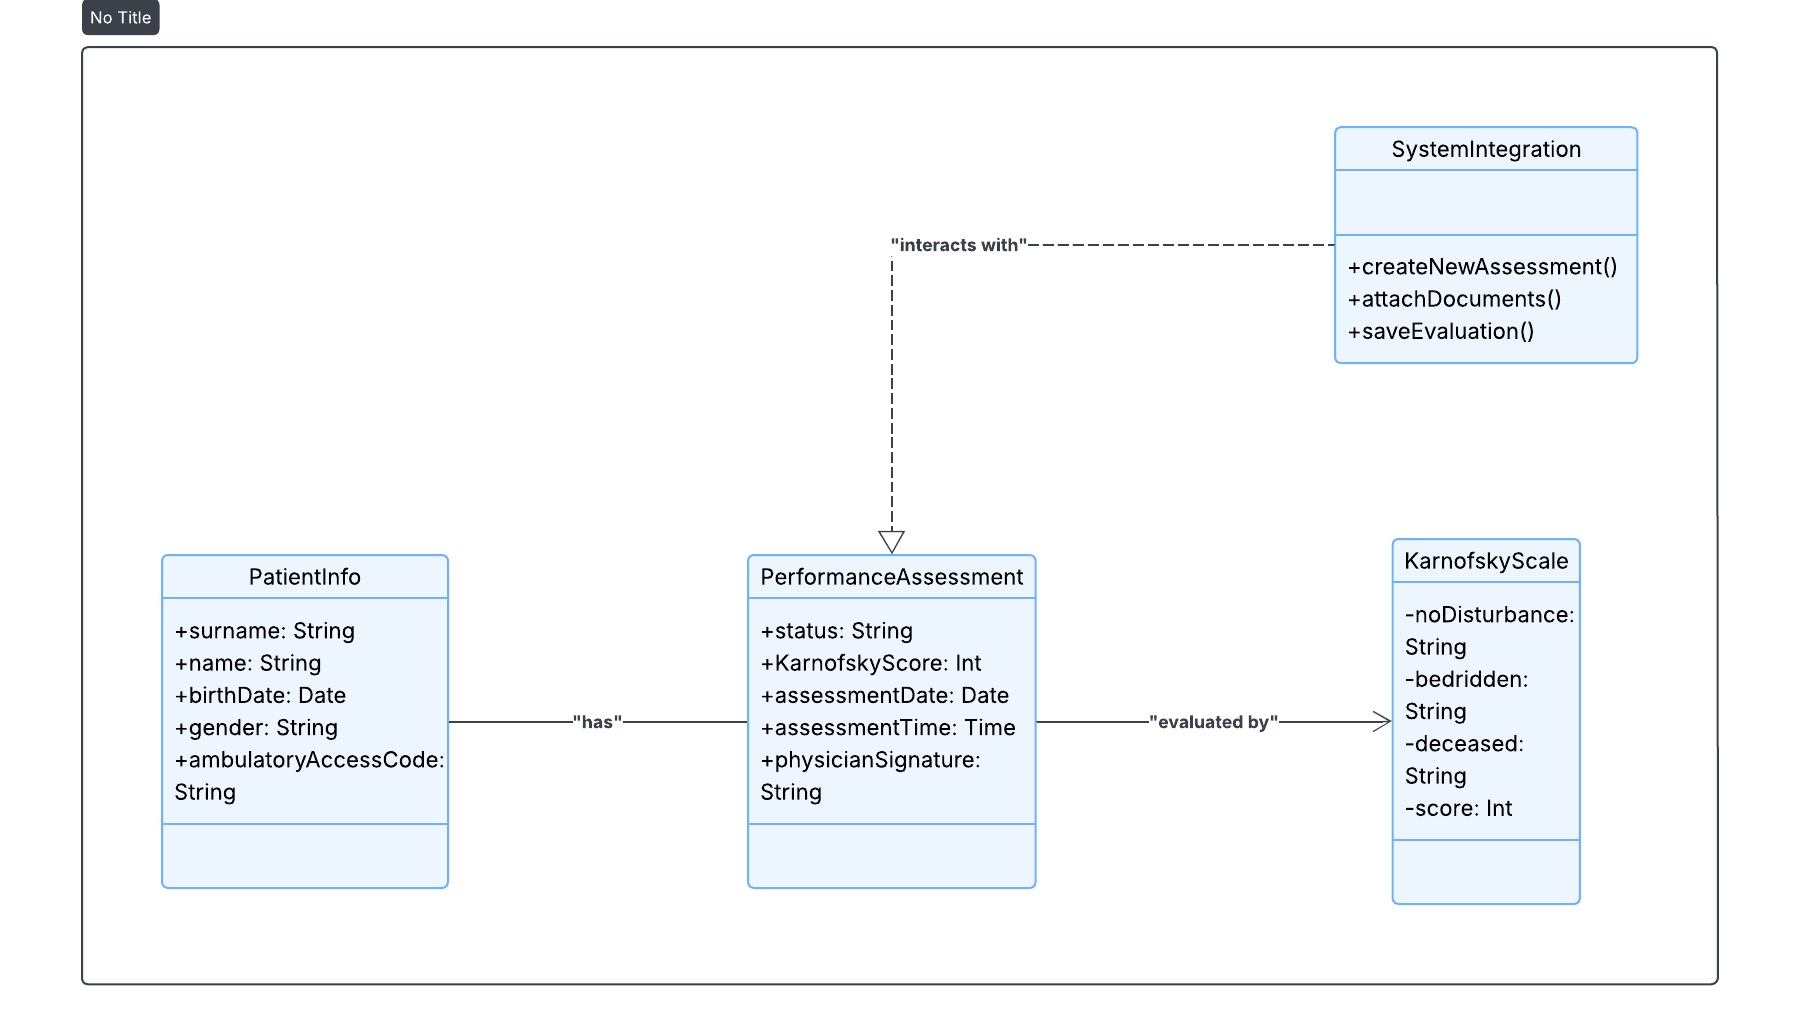 No Title
SystemIntegration
+createNewAssessment()
+attachDocuments()
+saveEvaluation()
"interacts with"
PatientInfo
+surname: String
+name: String
+birthDate: Date
+gender: String
+ambulatoryAccessCode:
String
"has"
PerformanceAssessment
+status: String
+KarnofskyScore: Int
+assessmentDate: Date
+assessmentTime: Time
+physicianSignature:
String
"evaluated by"
KarnofskyScale
-noDisturbance:
String
-bedridden:
String
-deceased:
String
-score: Int